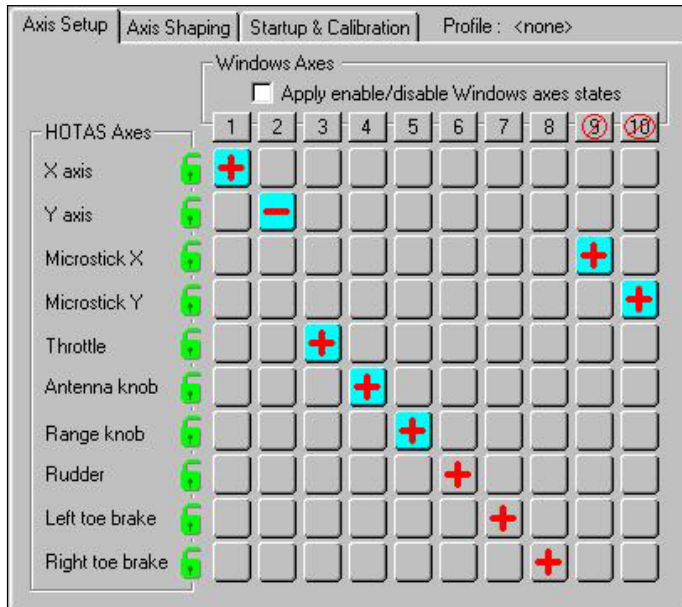 Axis Setup Axis Shaping Startup & Calibration Profile : <none>
Windows Axes
Apply enable/disable Windows axes states
HOTAS Axes 1 2 3 4 5 6 7 8 9 10
X axis
Y axis
Microstick X
Microstick Y
Throttle
Antenna knob
Range knob
Rudder
Left toe brake
Right toe brake